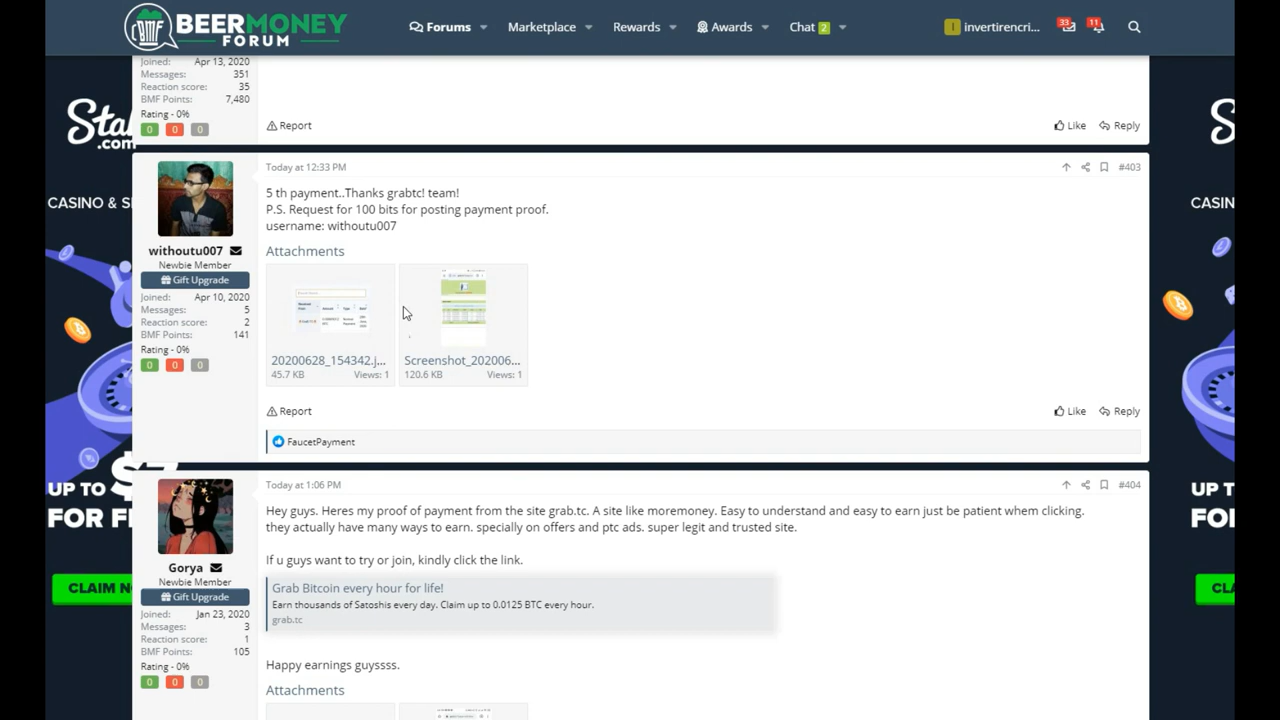 BEERMONEY
FORUM
Forums
Marketplace
Rewards
Awards
Chat 2
I invertirencri...
33
11
Joined: Apr 13, 2020
Messages: 351
Reaction score: 35
BMF Points: 7,480
Rating - 0%
0 0 0
Report
Like Reply
.com
CASINO & S
UP TO $
FOR F
CLAIM N
Today at 12:33 PM
#403
withoutu007
Newbie Member
Gift Upgrade
Joined: Apr 10, 2020
Messages: 5
Reaction score: 2
BMF Points: 141
Rating - 0%
0 0 0
5 th payment..Thanks grabtc! team!
P.S. Request for 100 bits for posting payment proof.
username: withoutu007
Attachments
20200628_154342.j...
45.7 KB Views: 1
Screenshot_202006...
120.6 KB Views: 1
Report
Like Reply
FaucetPayment
Today at 1:06 PM
#404
Gorya
Newbie Member
Gift Upgrade
Joined: Jan 23, 2020
Messages: 3
Reaction score: 1
BMF Points: 105
Rating - 0%
0 0 0
Hey guys. Heres my proof of payment from the site grab.tc. A site like moremoney. Easy to understand and easy to earn just be patient whem clicking.
they actually have many ways to earn. specially on offers and ptc ads. super legit and trusted site.
If u guys want to try or join, kindly click the link.
Grab Bitcoin every hour for life!
Earn thousands of Satoshis every day. Claim up to 0.0125 BTC every hour.
grab.tc
Happy earnings guyssss.
Attachments
S
CASIN
UP T
FO
CL